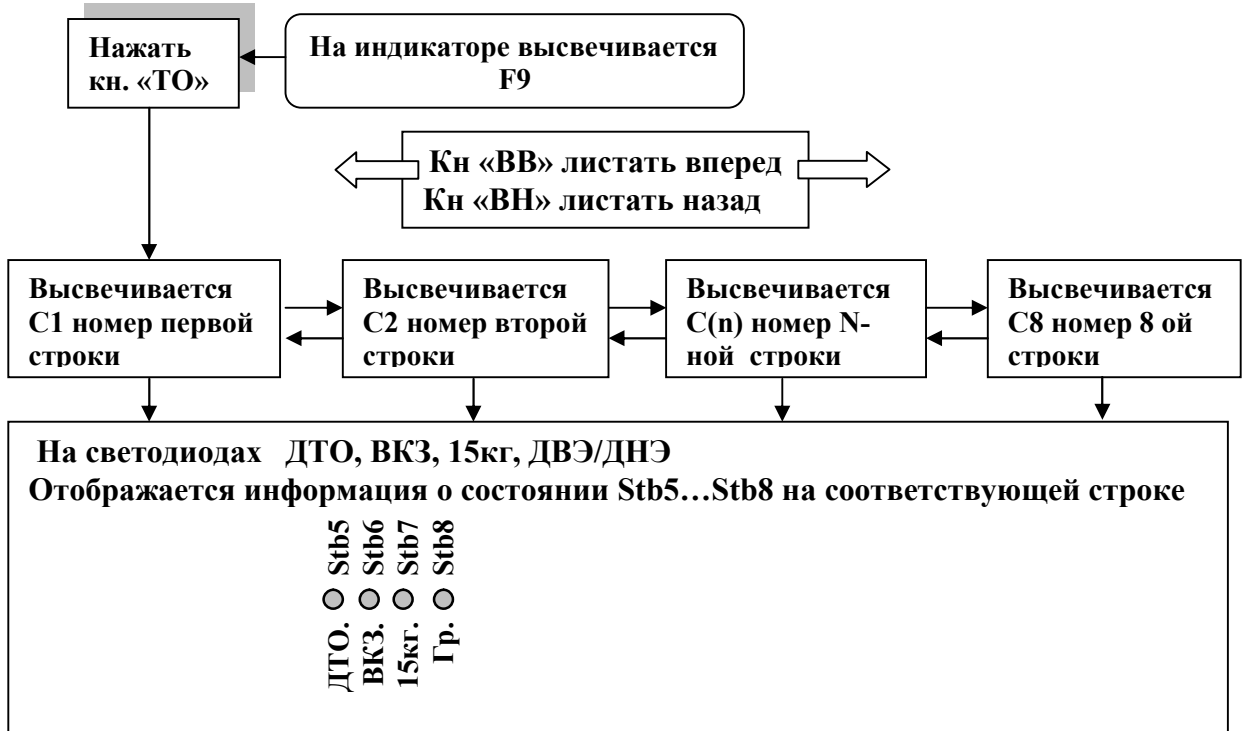 Нажать
кн. «ТО»
На индикаторе высвечивается
F9
Кн «ВВ» листать вперед
Кн «ВН» листать назад
Высвечивается
С1 номер первой
строки
Высвечивается
С2 номер второй
строки
Высвечивается
С(n) номер N-
ной строки
Высвечивается
С8 номер 8 ой
строки
На светодиодах ДТО, ВКЗ, 15кг, ДВЭ/ДНЭ
Отображается информация о состоянии Stb5...Stb8 на соответствующей строке
ДТО. Stb5
ВКЗ. Stb6
15кг. Stb7
Гр. Stb8